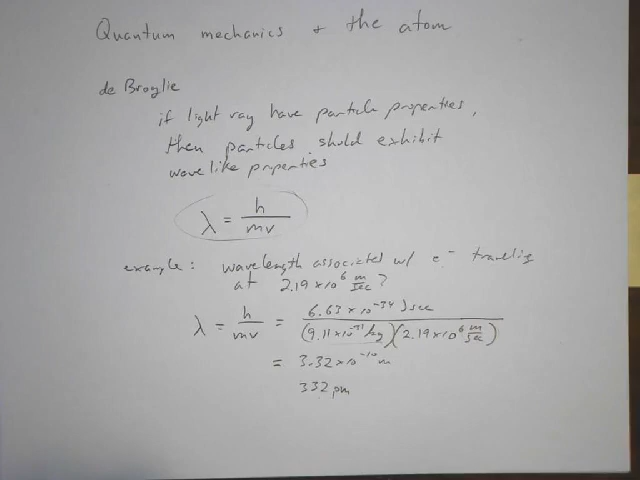 Quantum mechanics + the atom
de Broglie
if light ray have particle properties,
then particles should exhibit
wave like properties
λ = h/mv
example: wavelength associated w/ e⁻ traveling
at 2.19 × 10⁶ m/sec ?
λ = h/mv = 6.63 × 10⁻³⁴ J sec / (9.11 × 10⁻³¹ kg)(2.19 × 10⁶ m/sec)
= 3.32 × 10⁻¹⁰ m
332 pm